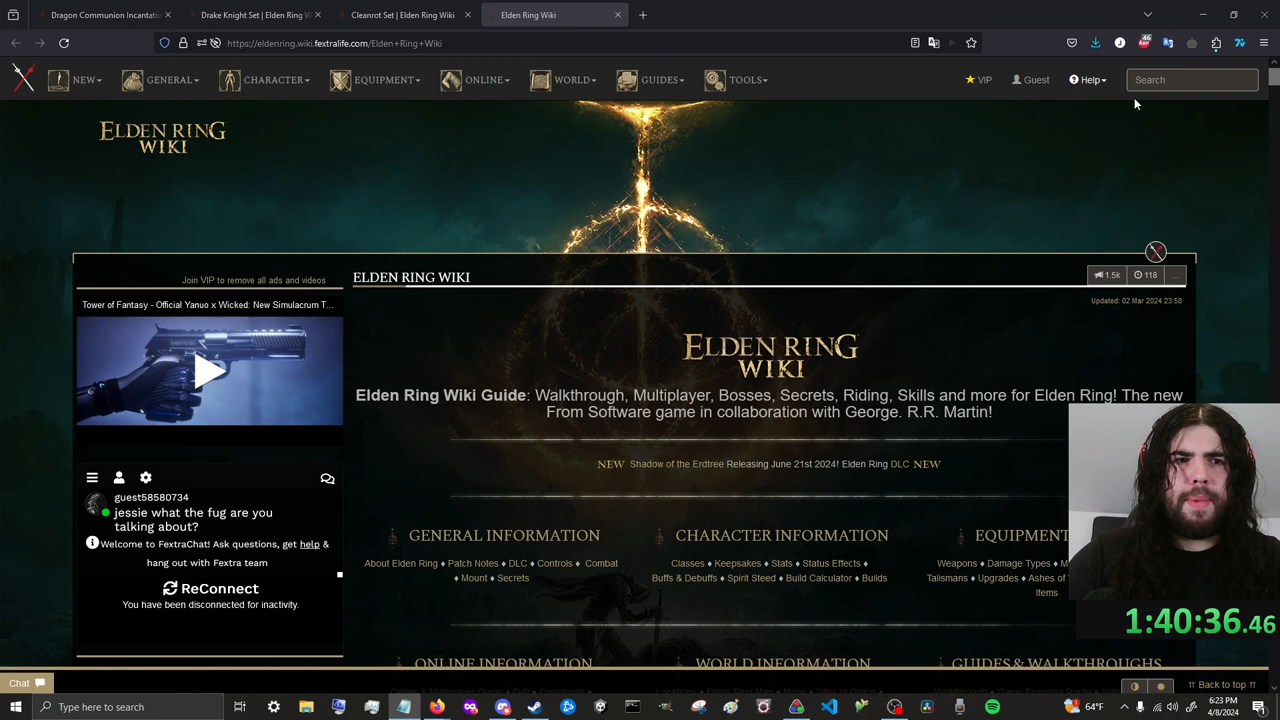 Dragon Communion Incantatio
Drake Knight Set | Elden Ring W
Cleanrot Set | Elden Ring Wiki
Elden Ring Wiki
https://eldenring.wiki.fextralife.com/Elden+Ring+Wiki
46
NEW
GENERAL
CHARACTER
EQUIPMENT
ONLINE
WORLD
GUIDES
TOOLS
VIP
Guest
Help
Search
ELDEN RING
WIKI
Join VIP to remove all ads and videos
ELDEN RING WIKI
1.5k
118
...
Updated: 02 Mar 2024 23:58
Tower of Fantasy - Official Yanuo x Wicked: New Simulacrum T...
ELDEN RING
WIKI
Elden Ring Wiki Guide: Walkthrough, Multiplayer, Bosses, Secrets, Riding, Skills and more for Elden Ring! The new
From Software game in collaboration with George. R.R. Martin!
NEW Shadow of the Erdtree Releasing June 21st 2024! Elden Ring DLC NEW
guest58580734
jessie what the fug are you
talking about?
Welcome to FextraChat! Ask questions, get help &
hang out with Fextra team
ReConnect
You have been disconnected for inactivity.
GENERAL INFORMATION
About Elden Ring ♦ Patch Notes ♦ DLC ♦ Controls ♦ Combat
♦ Mount ♦ Secrets
CHARACTER INFORMATION
Classes ♦ Keepsakes ♦ Stats ♦ Status Effects ♦
Buffs & Debuffs ♦ Spirit Steed ♦ Build Calculator ♦ Builds
EQUIPMENT
Weapons ♦ Damage Types ♦ M
Talismans ♦ Upgrades ♦ Ashes of
Items
1:40:36.46
ONLINE INFORMATION
WORLD INFORMATION
GUIDES & WALKTHROUGHS
Chat
Back to top
Type here to search
64°F
6:23 PM
4/8/2024